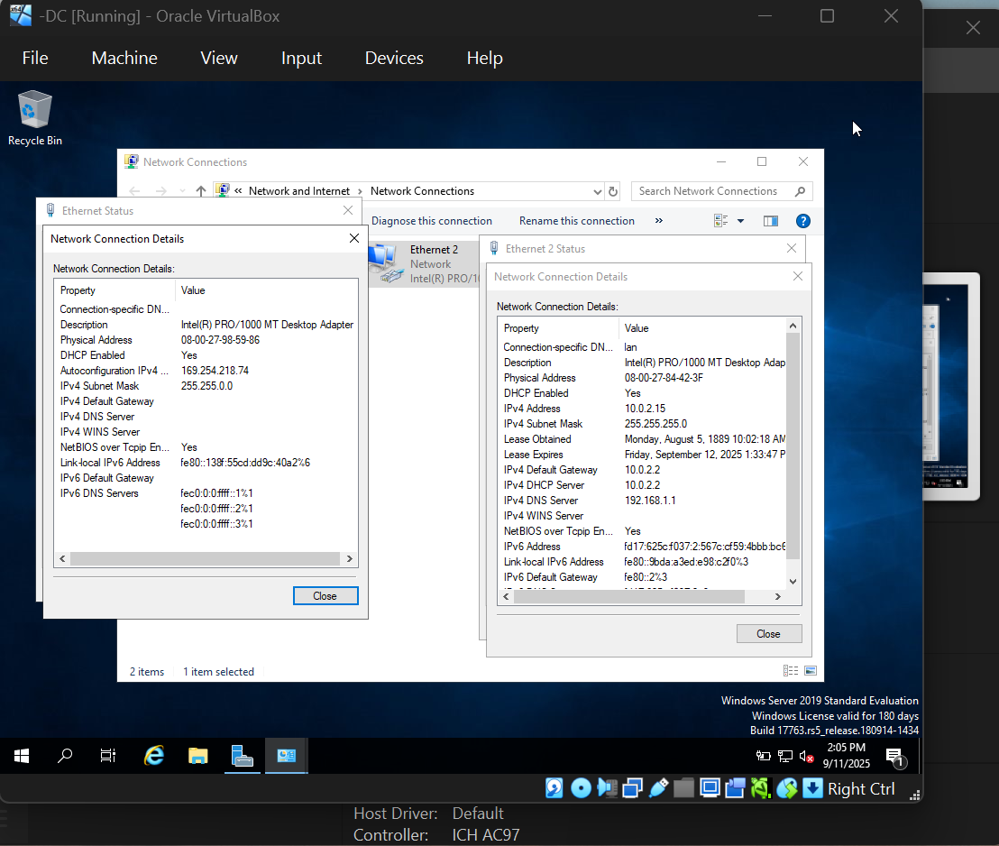 -DC [Running] - Oracle VirtualBox
File Machine View Input Devices Help
Recycle Bin
Network Connections
« Network and Internet › Network Connections
Search Network Connections
Diagnose this connection Rename this connection »
Ethernet 2
Network
Intel(R) PRO/10
Ethernet Status
Network Connection Details
Network Connection Details:
Property Value
Connection-specific DN...
Description Intel(R) PRO/1000 MT Desktop Adapter
Physical Address 08-00-27-98-59-86
DHCP Enabled Yes
Autoconfiguration IPv4 ... 169.254.218.74
IPv4 Subnet Mask 255.255.0.0
IPv4 Default Gateway
IPv4 DNS Server
IPv4 WINS Server
NetBIOS over Tcpip En... Yes
Link-local IPv6 Address fe80::138f:55cd:dd9c:40a2%6
IPv6 Default Gateway
IPv6 DNS Servers fec0:0:0:ffff::1%1
fec0:0:0:ffff::2%1
fec0:0:0:ffff::3%1
Close
Ethernet 2 Status
Network Connection Details
Network Connection Details:
Property Value
Connection-specific DN... lan
Description Intel(R) PRO/1000 MT Desktop Adap
Physical Address 08-00-27-84-42-3F
DHCP Enabled Yes
IPv4 Address 10.0.2.15
IPv4 Subnet Mask 255.255.255.0
Lease Obtained Monday, August 5, 1889 10:02:18 AM
Lease Expires Friday, September 12, 2025 1:33:47 P
IPv4 Default Gateway 10.0.2.2
IPv4 DHCP Server 10.0.2.2
IPv4 DNS Server 192.168.1.1
IPv4 WINS Server
NetBIOS over Tcpip En... Yes
IPv6 Address fd17:625c:f037:2:567c:cf59:4bbb:bc6
Link-local IPv6 Address fe80::9bda:a3ed:e98:c2f0%3
IPv6 Default Gateway fe80::2%3
Close
2 items 1 item selected
Windows Server 2019 Standard Evaluation
Windows License valid for 180 days
Build 17763.rs5_release.180914-1434
2:05 PM
9/11/2025
1
Right Ctrl
Host Driver: Default
Controller: ICH AC97